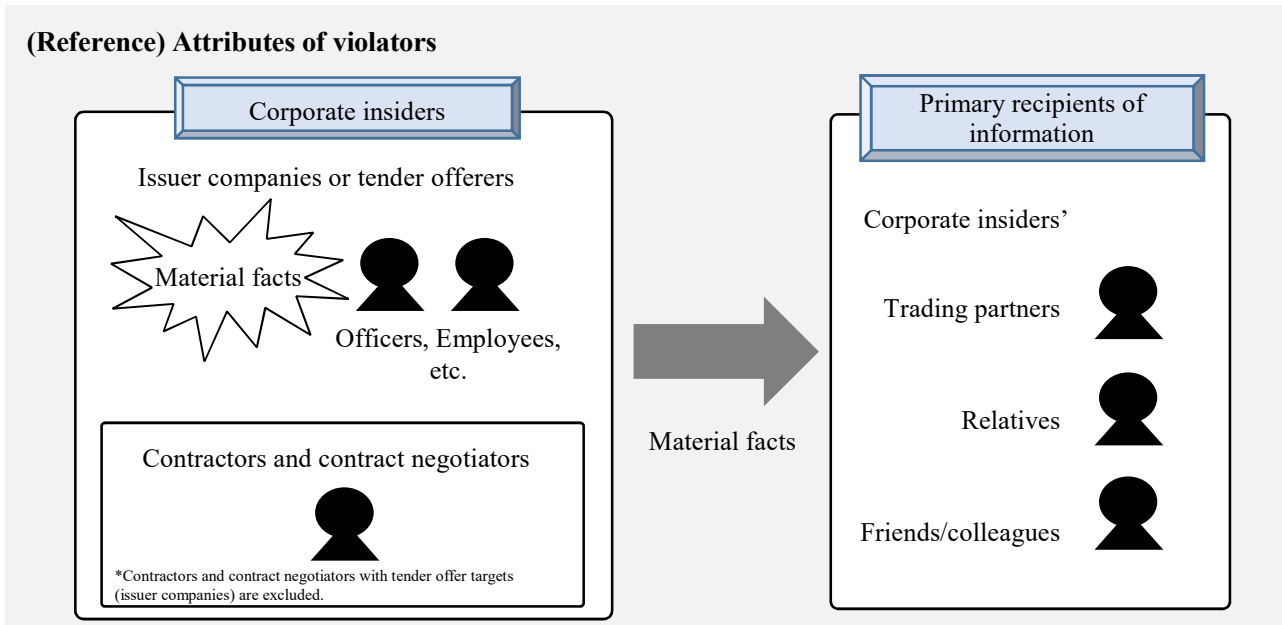 (Reference) Attributes of violators
Corporate insiders
Issuer companies or tender offerers
Material facts
Officers, Employees,
etc.
Contractors and contract negotiators
*Contractors and contract negotiators with tender offer targets
(issuer companies) are excluded.
Material facts
Primary recipients of
information
Corporate insiders’
Trading partners
Relatives
Friends/colleagues